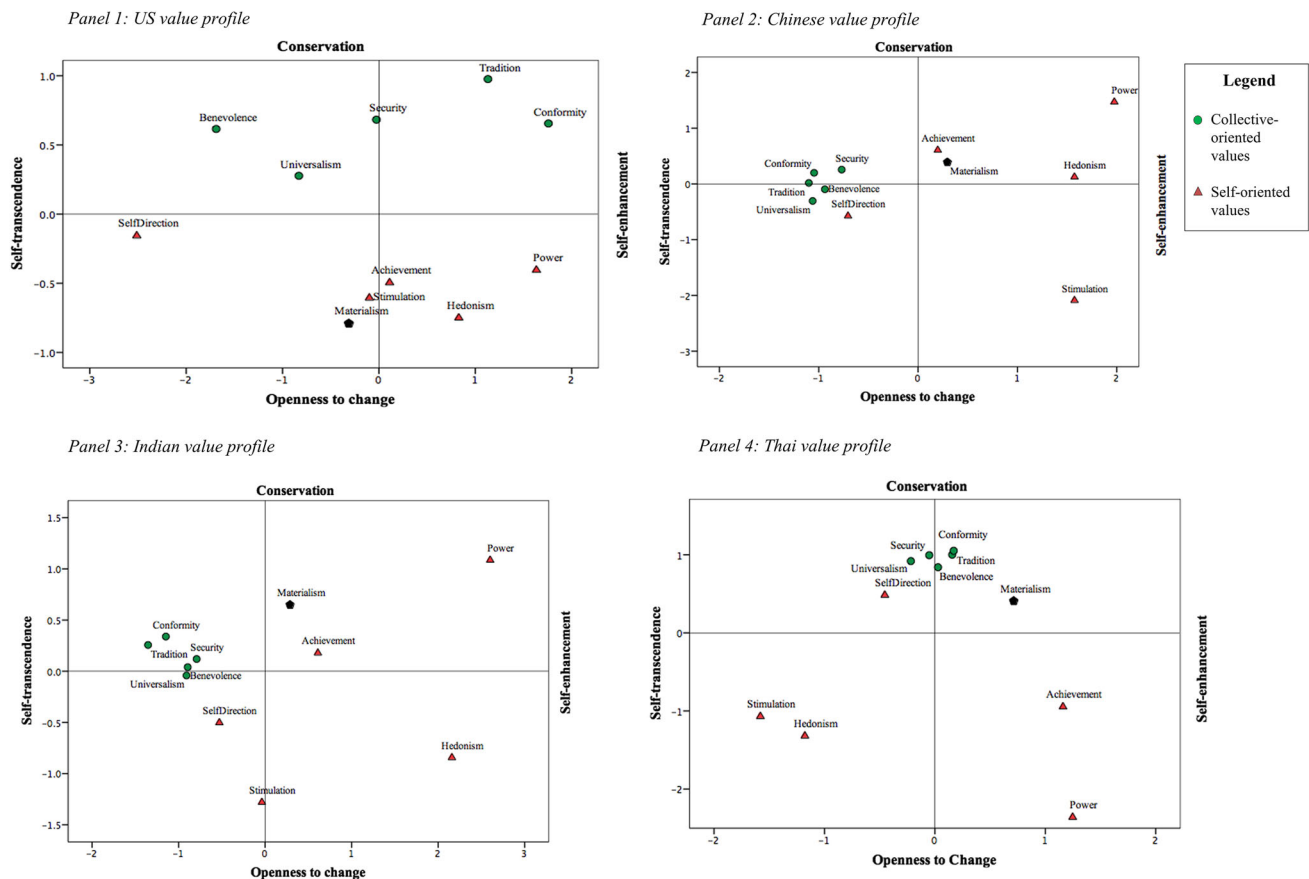 Panel 1: US value profile
Conservation
Tradition
Security
Conformity
Benevolence
Universalism
SelfDirection
Power
Achievement
Stimulation
Hedonism
Materialism
Self-transcendence
Self-enhancement
1.0
0.5
0.0
−0.5
−1.0
−3 −2 −1 0 1 2
Openness to change
Panel 2: Chinese value profile
Conservation
Power
Achievement
Security
Conformity
Materialism
Hedonism
Tradition
Benevolence
Universalism
SelfDirection
Stimulation
Self-transcendence
Self-enhancement
2
1
0
−1
−2
−3
−2 −1 0 1 2
Openness to change
Legend
Collective-
oriented
values
Self-oriented
values
Panel 3: Indian value profile
Conservation
Power
Materialism
Conformity
Achievement
Security
Tradition
Benevolence
Universalism
SelfDirection
Hedonism
Stimulation
Self-transcendence
Self-enhancement
1.5
1.0
0.5
0.0
−0.5
−1.0
−1.5
−2 −1 0 1 2 3
Openness to change
Panel 4: Thai value profile
Conservation
Conformity
Security
Tradition
Universalism
Benevolence
SelfDirection
Materialism
Achievement
Stimulation
Hedonism
Power
Self-transcendence
Self-enhancement
1
0
−1
−2
−2 −1 0 1 2
Openness to Change